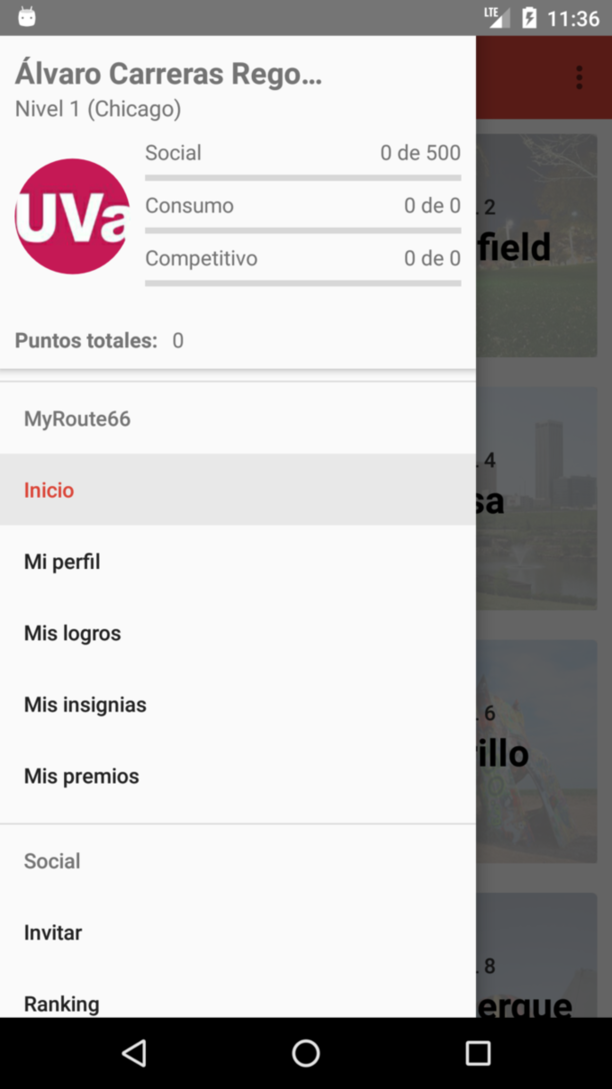 LTE 11:36
Álvaro Carreras Rego...
Nivel 1 (Chicago)
Social 0 de 500
UVa
Consumo 0 de 0
Competitivo 0 de 0
Puntos totales: 0
MyRoute66
Inicio
Mi perfil
Mis logros
Mis insignias
Mis premios
Social
Invitar
Ranking
. 2
field
. 4
sa
. 6
illo
. 8
erque